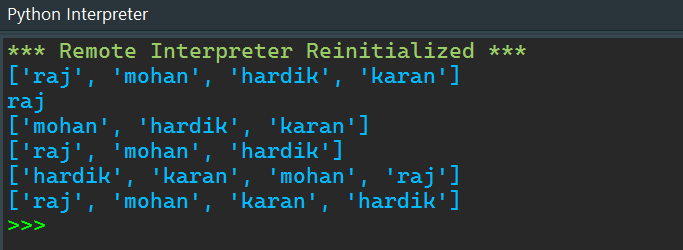 Python Interpreter
*** Remote Interpreter Reinitialized ***
['raj', 'mohan', 'hardik', 'karan']
raj
['mohan', 'hardik', 'karan']
['raj', 'mohan', 'hardik']
['hardik', 'karan', 'mohan', 'raj']
['raj', 'mohan', 'karan', 'hardik']
>>>